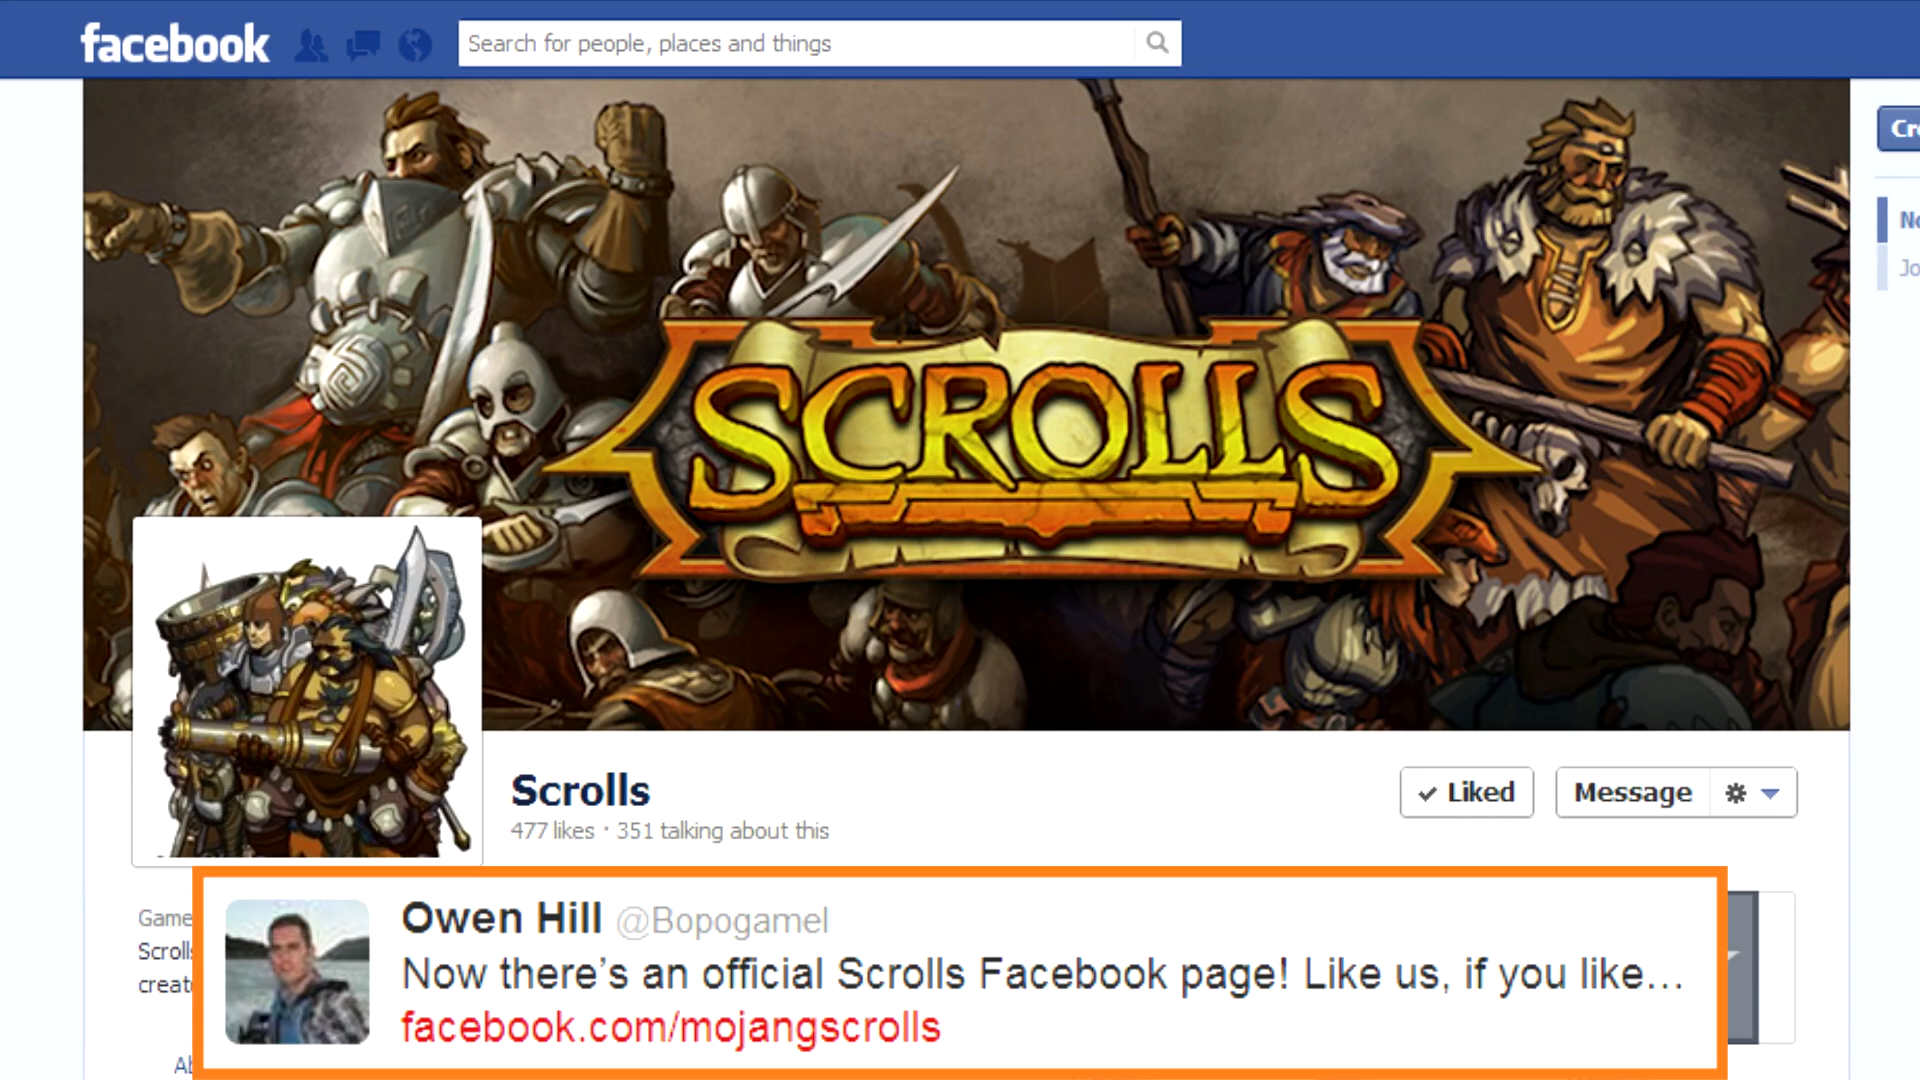 facebook
Search for people, places and things
SCROLLS
Scrolls
477 likes · 351 talking about this
Liked
Message
Game
Owen Hill @Bopogamel
Now there's an official Scrolls Facebook page! Like us, if you like...
facebook.com/mojangscrolls